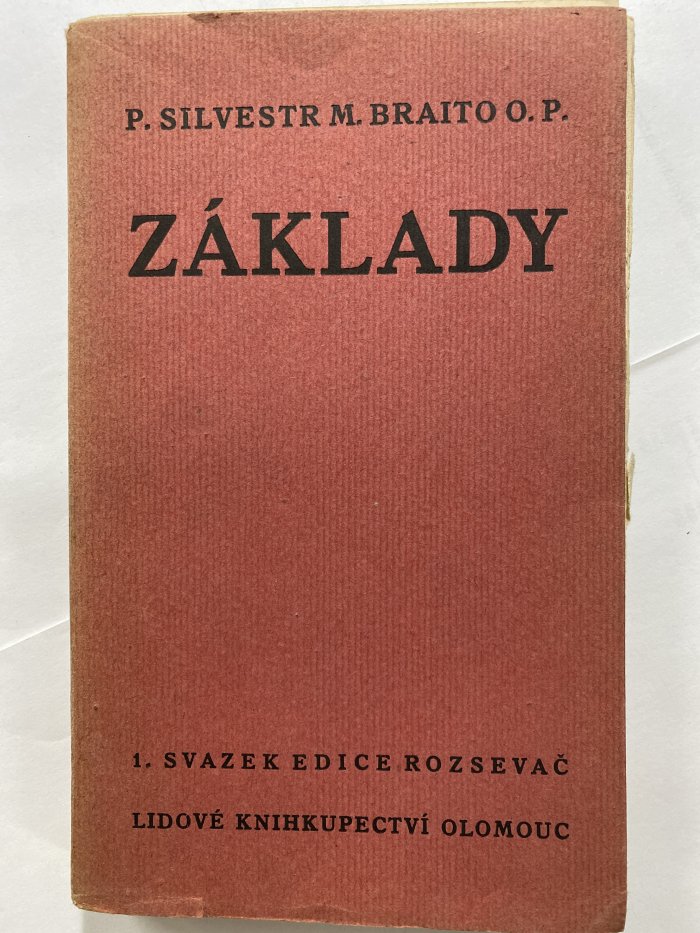 P. SILVESTR M. BRAITO O. P.
ZÁKLADY
1. SVAZEK EDICE ROZSEVAČ
LIDOVÉ KNIHKUPECTVÍ OLOMOUC